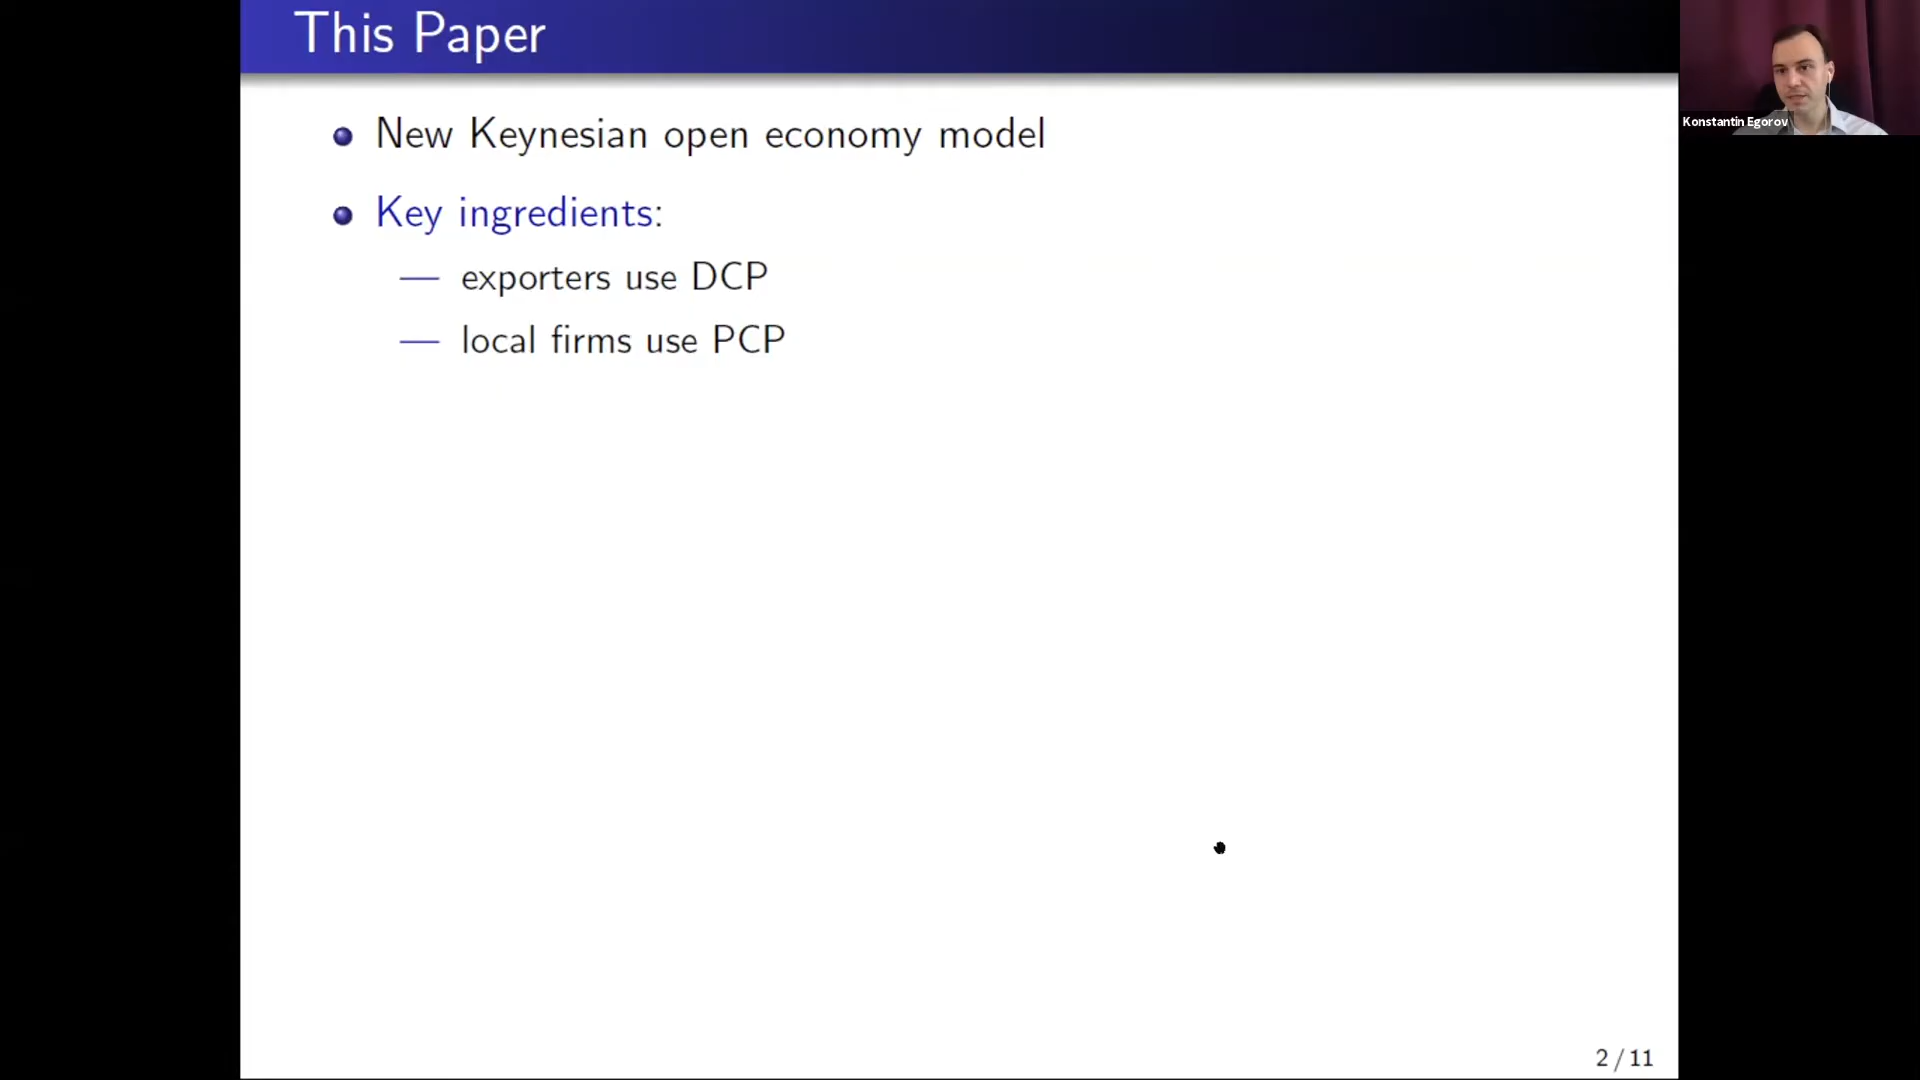 This Paper
Konstantin Egorov
New Keynesian open economy model
Key ingredients:
— exporters use DCP
— local firms use PCP
2 / 11